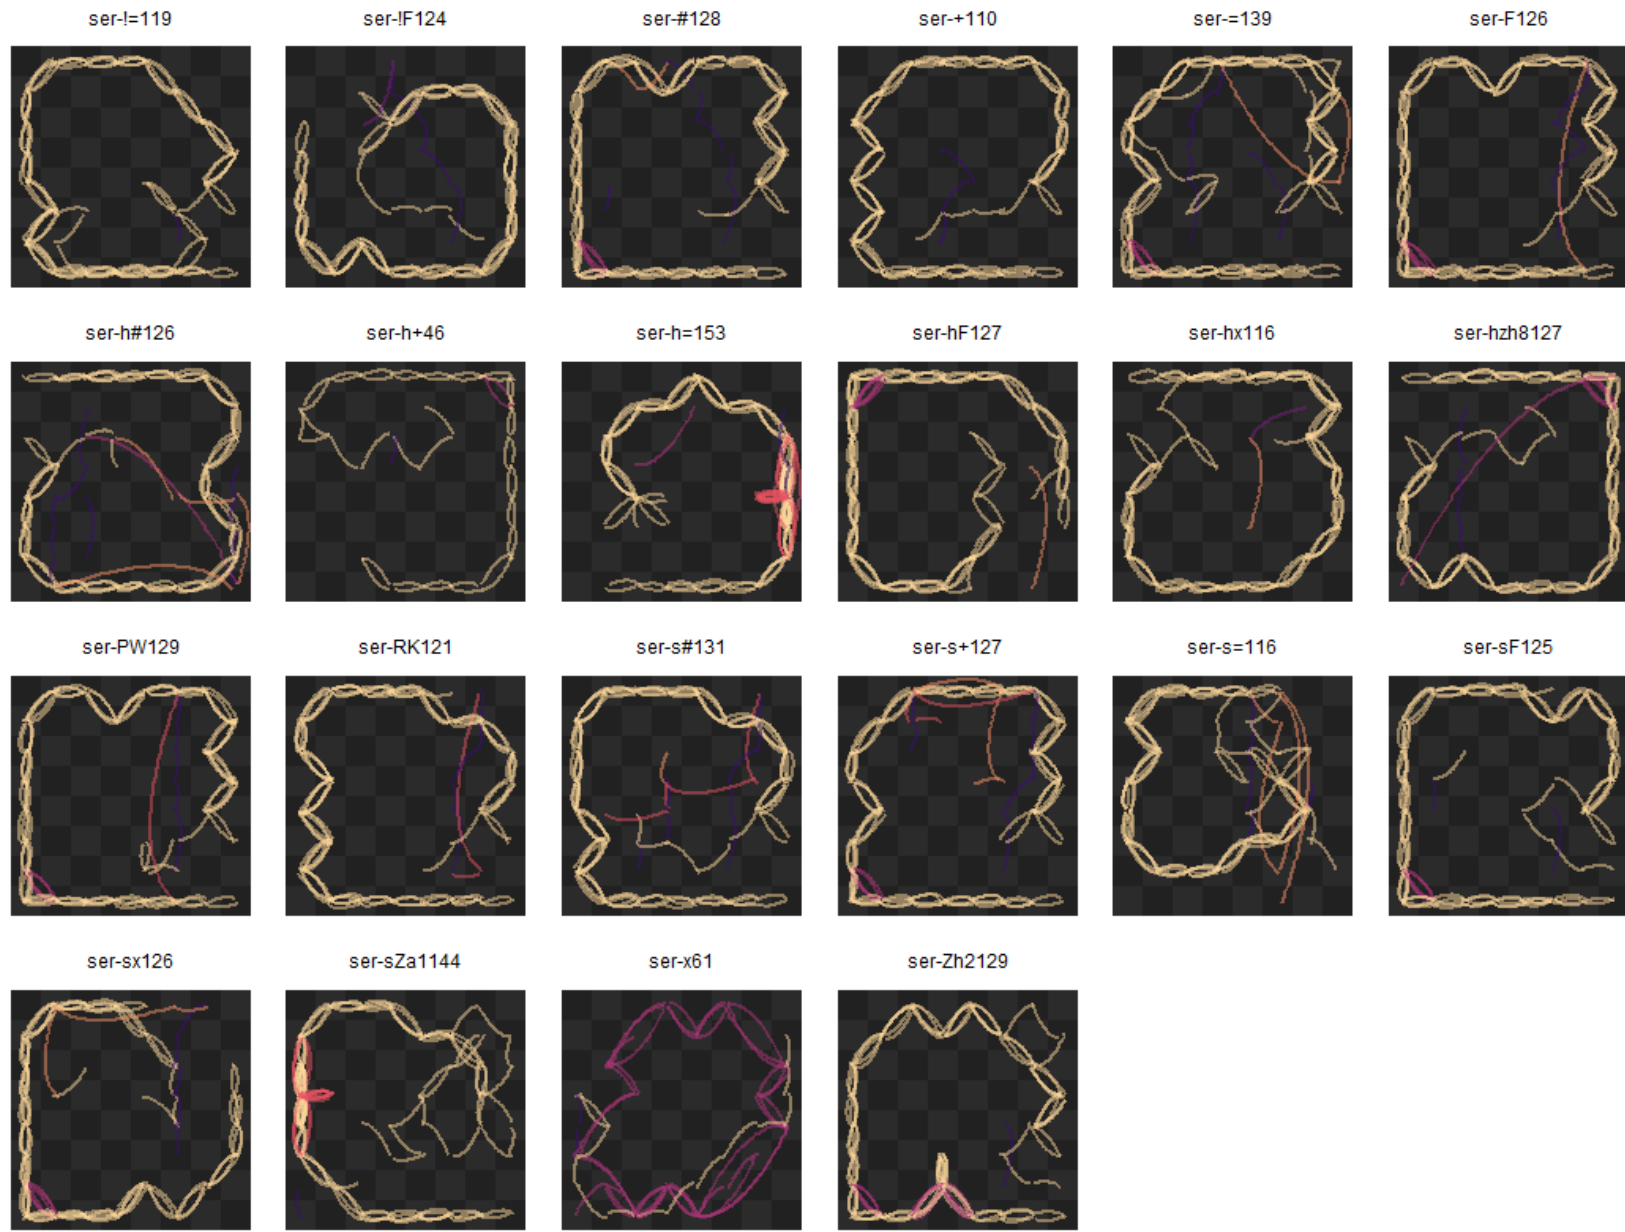 ser-!=119 ser-!F124 ser-#128 ser-+110 ser-=139 ser-F126
ser-h#126 ser-h+46 ser-h=153 ser-hF127 ser-hx116 ser-hzh8127
ser-PW129 ser-RK121 ser-s#131 ser-s+127 ser-s=116 ser-sF125
ser-sx126 ser-sZa1144 ser-x61 ser-Zh2129